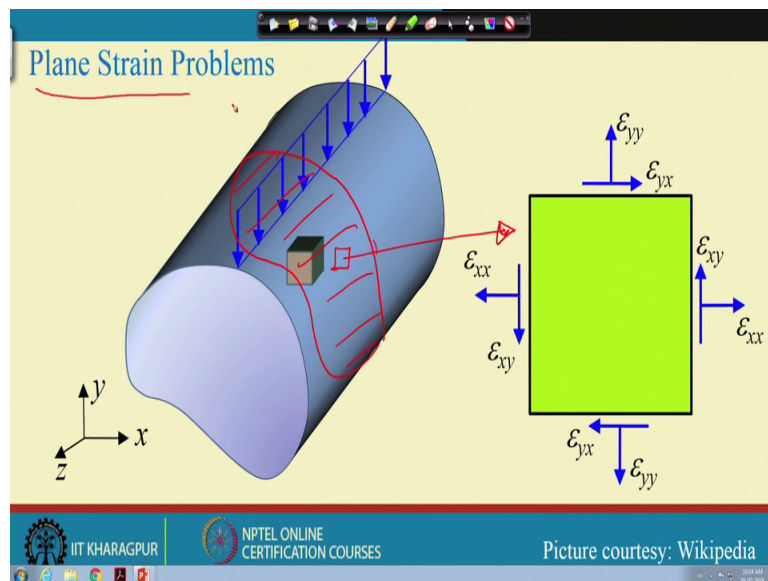 Plane Strain Problems
εyy
εyx
εxx
εxy
εxy
εxx
εyx
εyy
y
x
z
IIT KHARAGPUR
NPTEL ONLINE
CERTIFICATION COURSES
Picture courtesy: Wikipedia